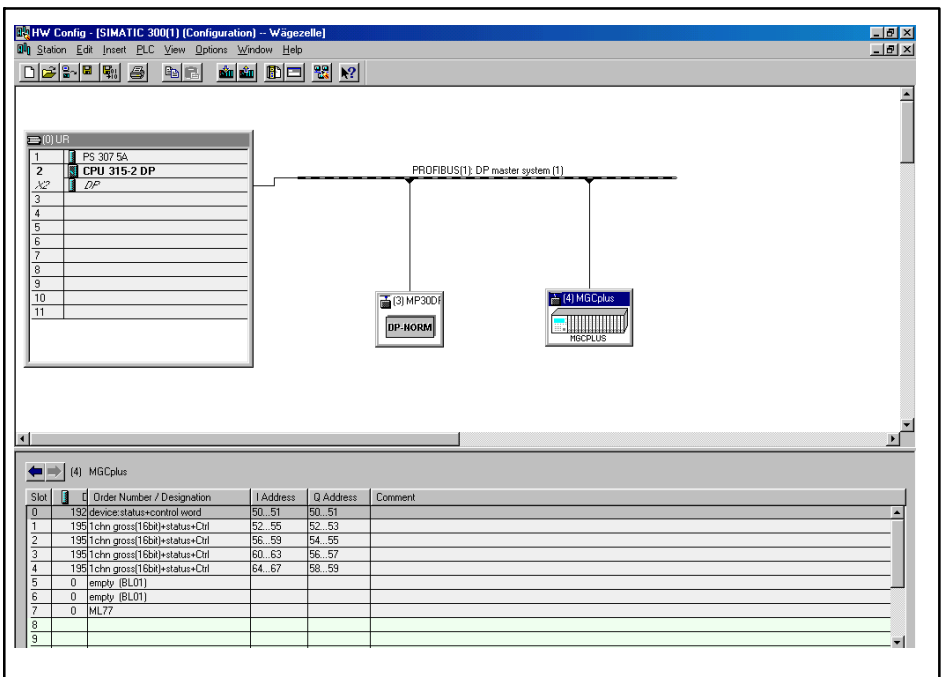 HW Config - [SIMATIC 300(1) (Configuration) -- Wägezelle]
Station Edit Insert PLC View Options Window Help
(0) UR
1 PS 307 5A
2 CPU 315-2 DP
X2 DP
3
4
5
6
7
8
9
10
11
PROFIBUS(1): DP master system (1)
(3) MP30DP
DP-NORM
(4) MGCplus
MGCPLUS
(4) MGCplus
Slot D Order Number / Designation I Address Q Address Comment
0 192 device:status+control word 50...51 50...51
1 195 1chn gross(16bit)+status+Ctrl 52...55 52...53
2 195 1chn gross(16bit)+status+Ctrl 56...59 54...55
3 195 1chn gross(16bit)+status+Ctrl 60...63 56...57
4 195 1chn gross(16bit)+status+Ctrl 64...67 58...59
5 0 empty (BL01)
6 0 empty (BL01)
7 0 ML77
8
9